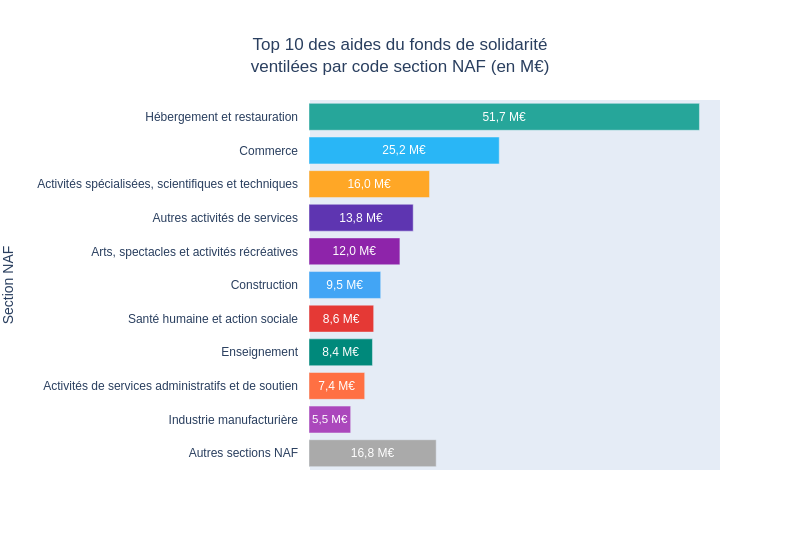 Top 10 des aides du fonds de solidarité
ventilées par code section NAF (en M€)
Section NAF
Hébergement et restauration 51,7 M€
Commerce 25,2 M€
Activités spécialisées, scientifiques et techniques 16,0 M€
Autres activités de services 13,8 M€
Arts, spectacles et activités récréatives 12,0 M€
Construction 9,5 M€
Santé humaine et action sociale 8,6 M€
Enseignement 8,4 M€
Activités de services administratifs et de soutien 7,4 M€
Industrie manufacturière 5,5 M€
Autres sections NAF 16,8 M€